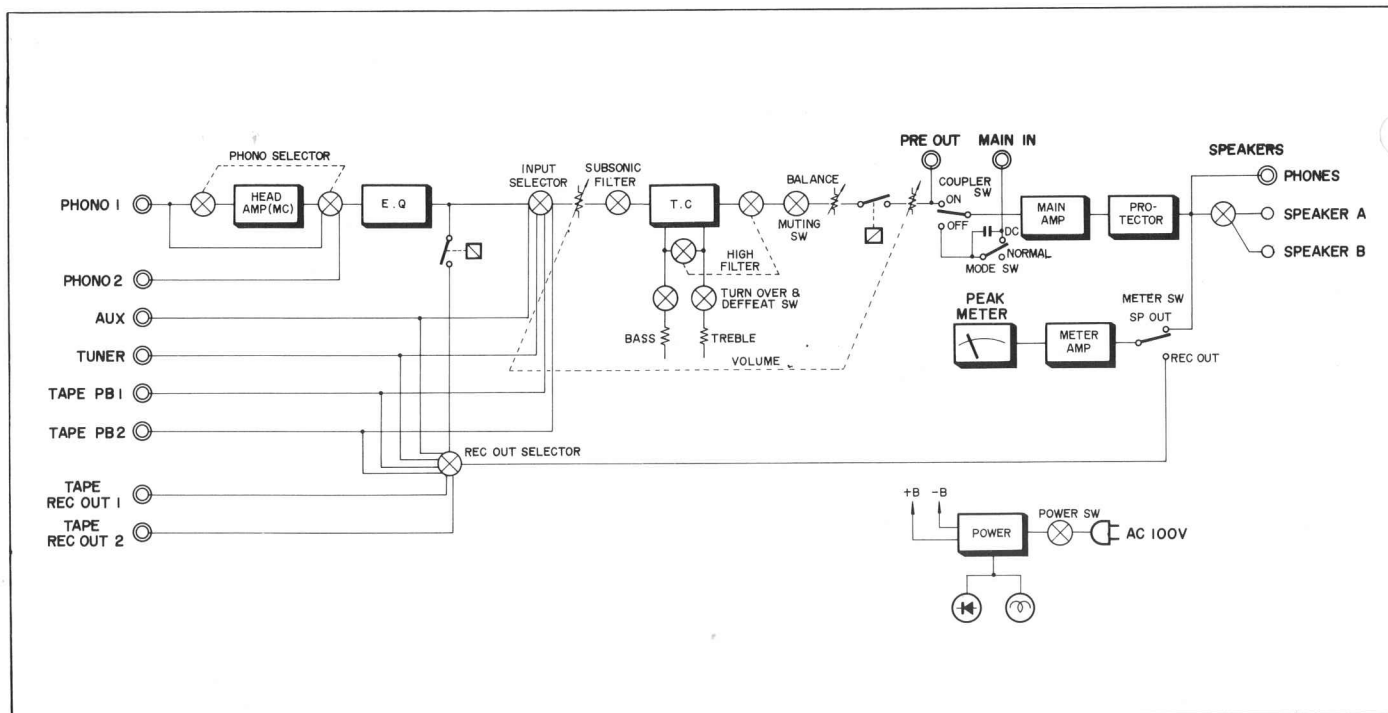 PRE OUT
MAIN IN
SPEAKERS
PHONO SELECTOR
INPUT
SELECTOR
SUBSONIC
FILTER
BALANCE
COUPLER
SW
PHONES
PHONO 1
HEAD
AMP(MC)
E.Q
T.C
ON
MAIN
AMP
PRO-
TECTOR
SPEAKER A
MUTING
SW
OFF
DC
NORMAL
MODE SW
SPEAKER B
HIGH
FILTER
PHONO 2
TURN OVER &
DEFFEAT SW
PEAK
METER
METER SW
SP OUT
AUX
BASS
TREBLE
METER
AMP
TUNER
VOLUME
REC OUT
TAPE PB 1
TAPE PB2
REC OUT SELECTOR
TAPE
REC OUT 1
TAPE
REC OUT 2
+B
-B
POWER SW
POWER
AC 100V